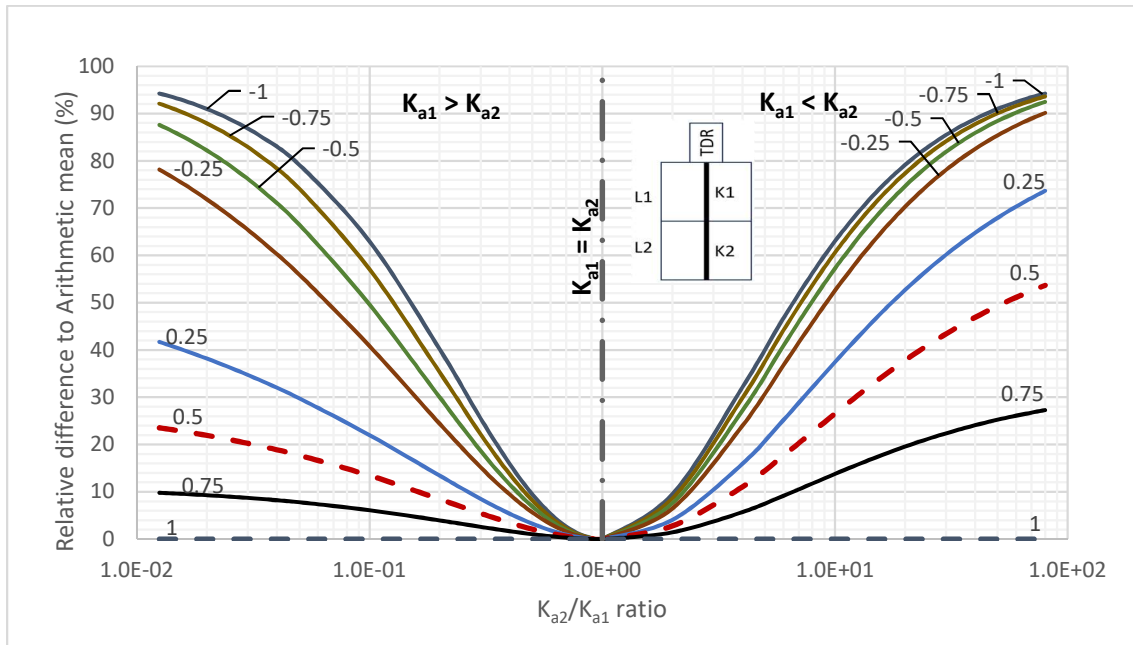 Relative difference to Arithmetic mean (%)
100
90
80
70
60
50
40
30
20
10
0
-1
-0.75
-0.5
-0.25
0.25
0.5
0.75
1
Ka1 > Ka2
Ka1 = Ka2
Ka1 < Ka2
TDR
L1
K1
L2
K2
-1
-0.75
-0.5
-0.25
0.25
0.5
0.75
1
1.0E-02
1.0E-01
1.0E+00
1.0E+01
1.0E+02
Ka2/Ka1 ratio